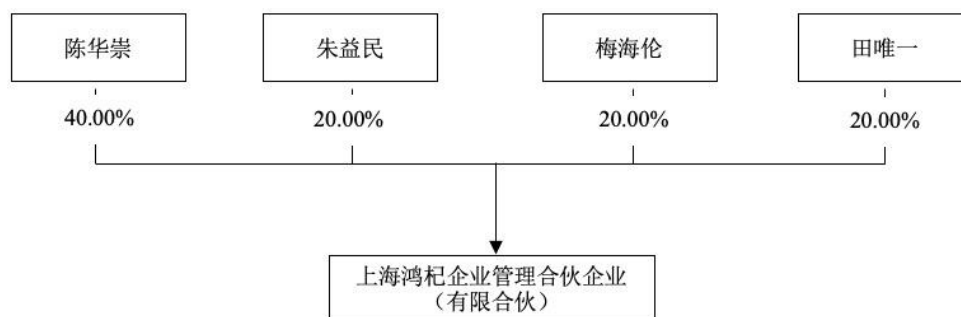 陈华崇
朱益民
梅海伦
田唯一
40.00%
20.00%
20.00%
20.00%
上海鸿杞企业管理合伙企业
（有限合伙）